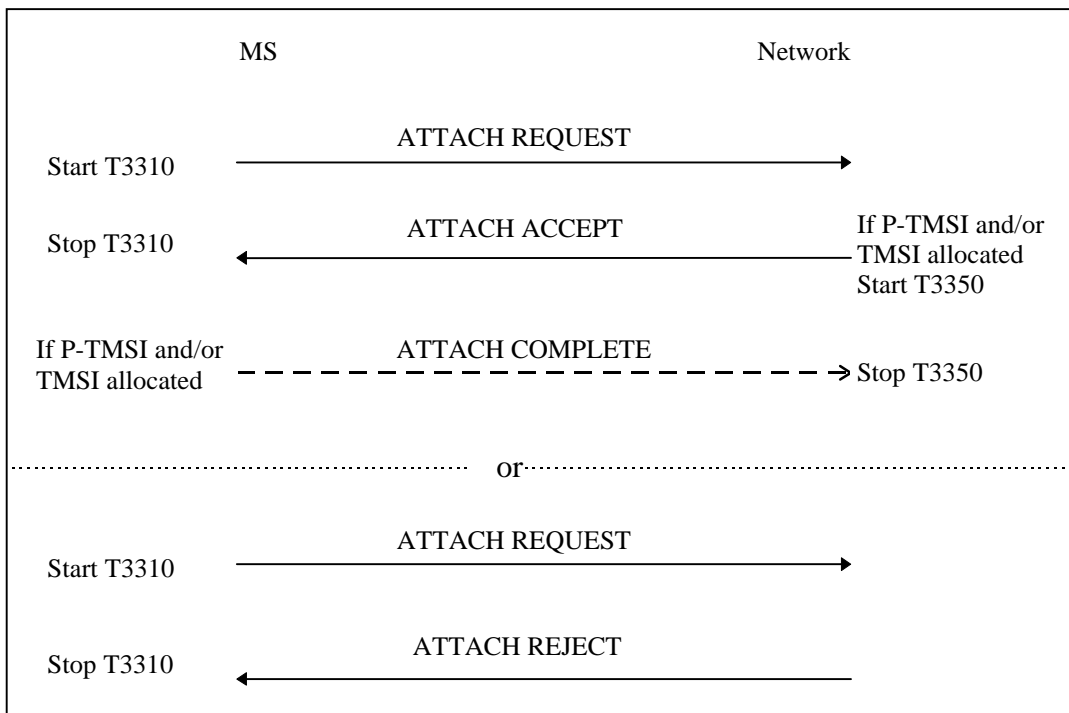 MS
Network
ATTACH REQUEST
Start T3310
ATTACH ACCEPT
Stop T3310
If P-TMSI and/or
TMSI allocated
Start T3350
If P-TMSI and/or
TMSI allocated
ATTACH COMPLETE
Stop T3350
or
ATTACH REQUEST
Start T3310
ATTACH REJECT
Stop T3310